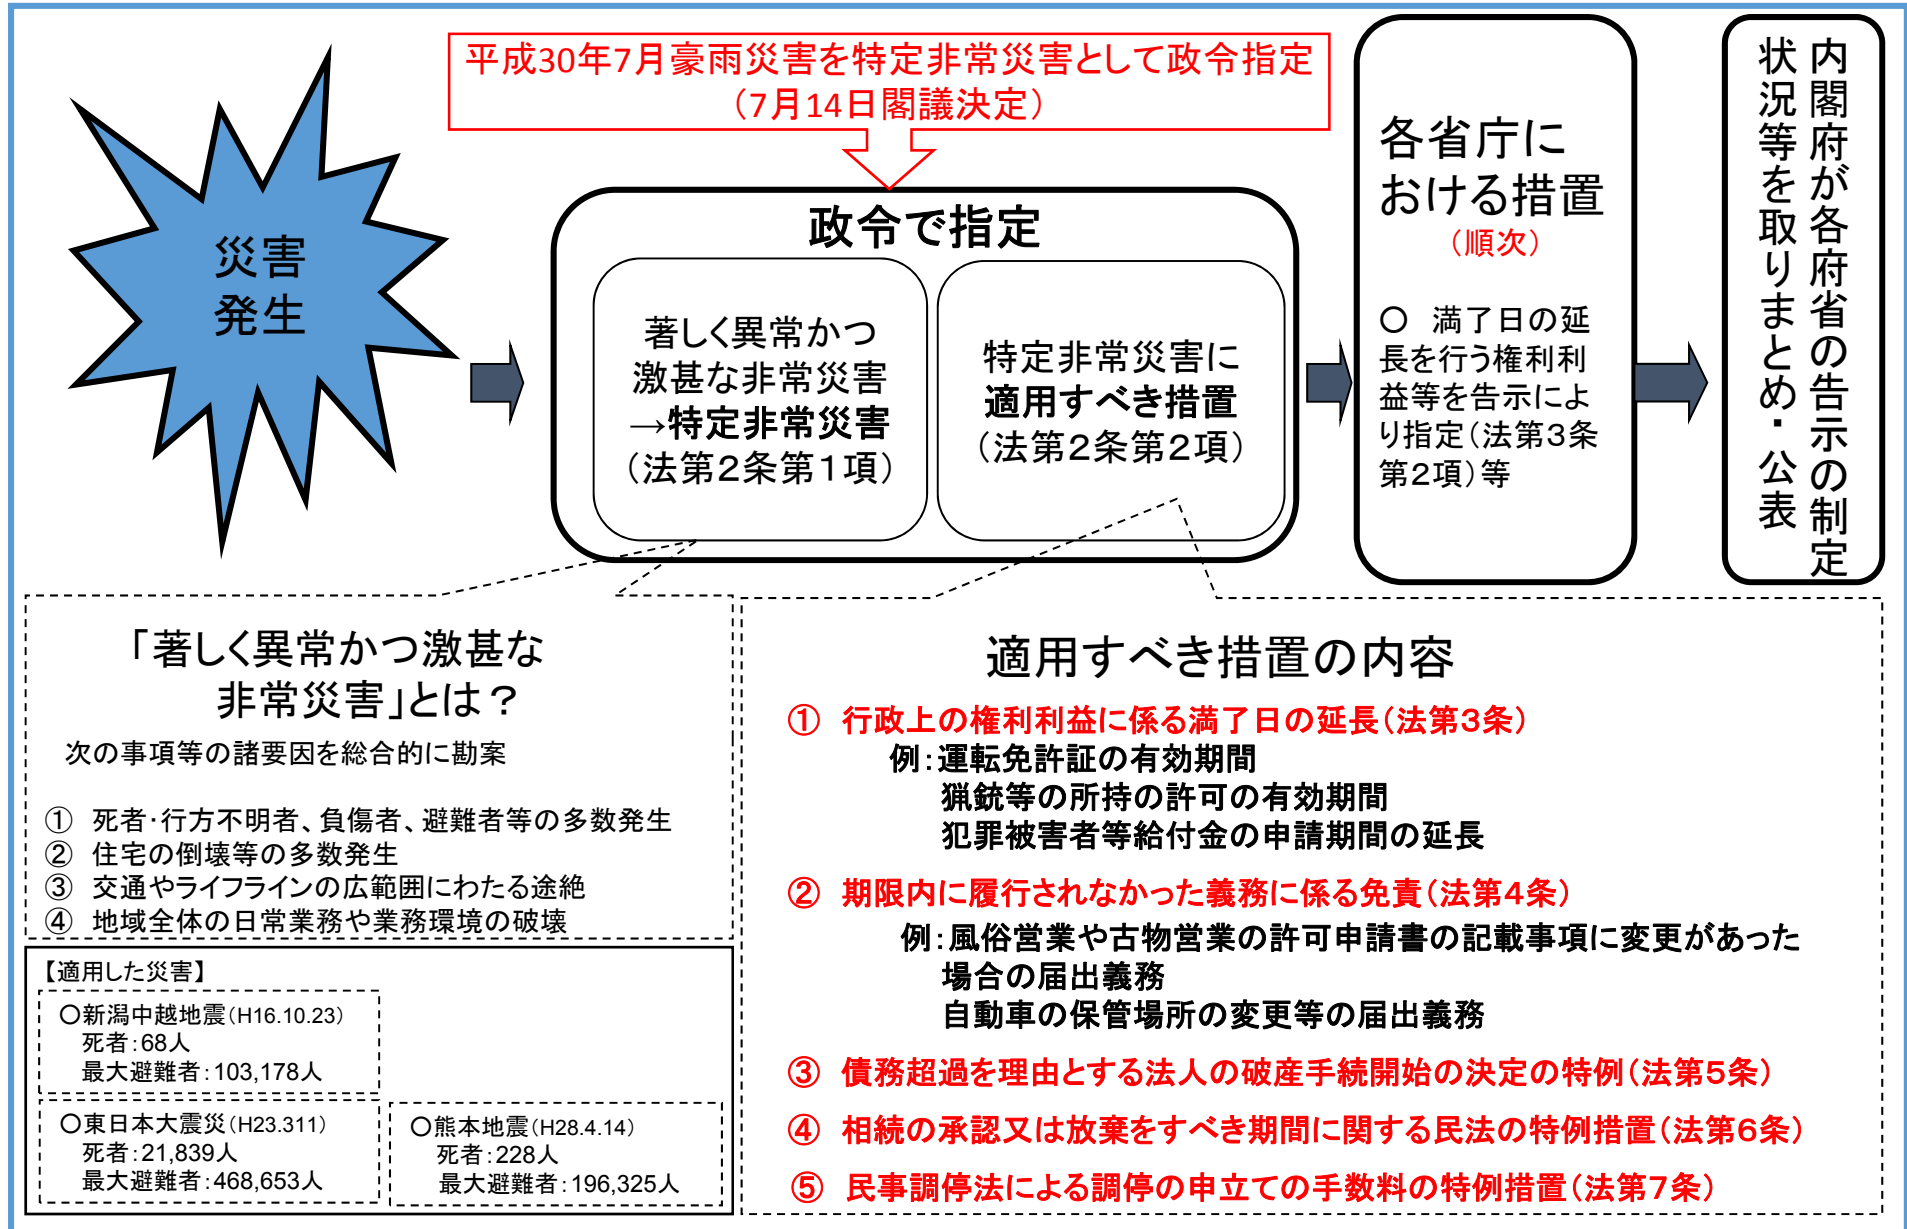 平成30年7月豪雨災害を特定非常災害として政令指定
（7月14日閣議決定）
災害
発生
政令で指定
著しく異常かつ
激甚な非常災害
→特定非常災害
（法第２条第１項）
特定非常災害に
適用すべき措置
（法第２条第２項）
各省庁に
おける措置
（順次）
○　満了日の延
長を行う権利利
益等を告示によ
り指定（法第３条
第２項）等
内閣府が各府省の告示の制定
状況等を取りまとめ・公表
「著しく異常かつ激甚な
非常災害」とは？
次の事項等の諸要因を総合的に勘案
①　死者・行方不明者、負傷者、避難者等の多数発生
②　住宅の倒壊等の多数発生
③　交通やライフラインの広範囲にわたる途絶
④　地域全体の日常業務や業務環境の破壊
【適用した災害】
○新潟中越地震（H16.10.23）
死者：68人
最大避難者：103,178人
○東日本大震災（H23.311）
死者：21,839人
最大避難者：468,653人
○熊本地震（H28.4.14）
死者：228人
最大避難者：196,325人
適用すべき措置の内容
①　行政上の権利利益に係る満了日の延長（法第３条）
例：運転免許証の有効期間
猟銃等の所持の許可の有効期間
犯罪被害者等給付金の申請期間の延長
②　期限内に履行されなかった義務に係る免責（法第４条）
例：風俗営業や古物営業の許可申請書の記載事項に変更があった
場合の届出義務
自動車の保管場所の変更等の届出義務
③　債務超過を理由とする法人の破産手続開始の決定の特例（法第５条）
④　相続の承認又は放棄をすべき期間に関する民法の特例措置（法第６条）
⑤　民事調停法による調停の申立ての手数料の特例措置（法第７条）